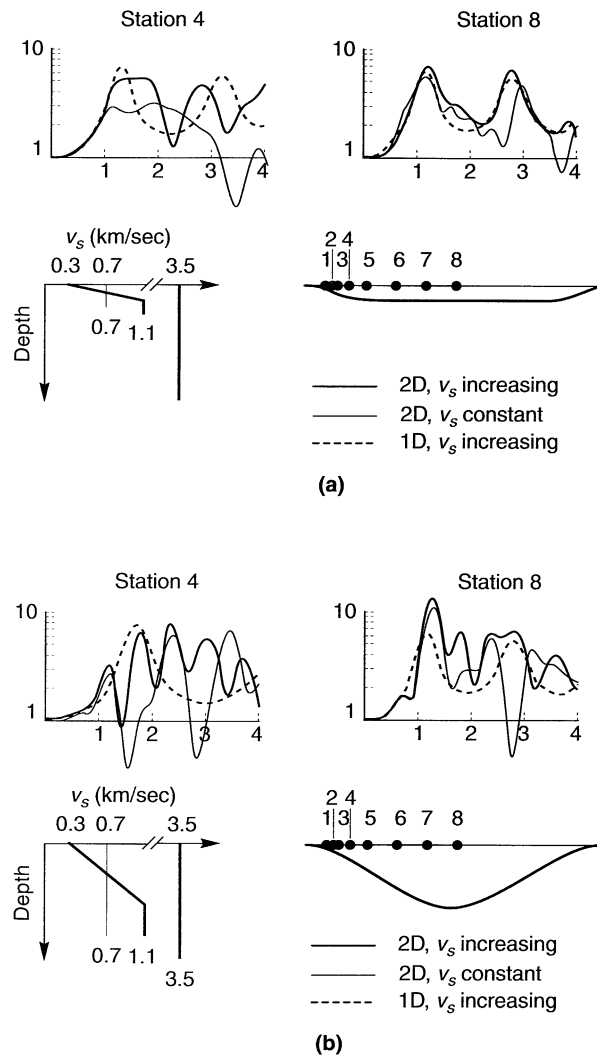 Station 4
Station 8
10
1
1 2 3 4
10
1
1 2 3 4
vs (km/sec)
0.3 0.7 3.5
0.7 1.1
Depth
2 4
1 3 5 6 7 8
2D, vs increasing
2D, vs constant
1D, vs increasing
(a)
Station 4
Station 8
10
1
1 2 3 4
10
1
1 2 3 4
vs (km/sec)
0.3 0.7 3.5
0.7 1.1
3.5
Depth
2 4
1 3 5 6 7 8
2D, vs increasing
2D, vs constant
1D, vs increasing
(b)